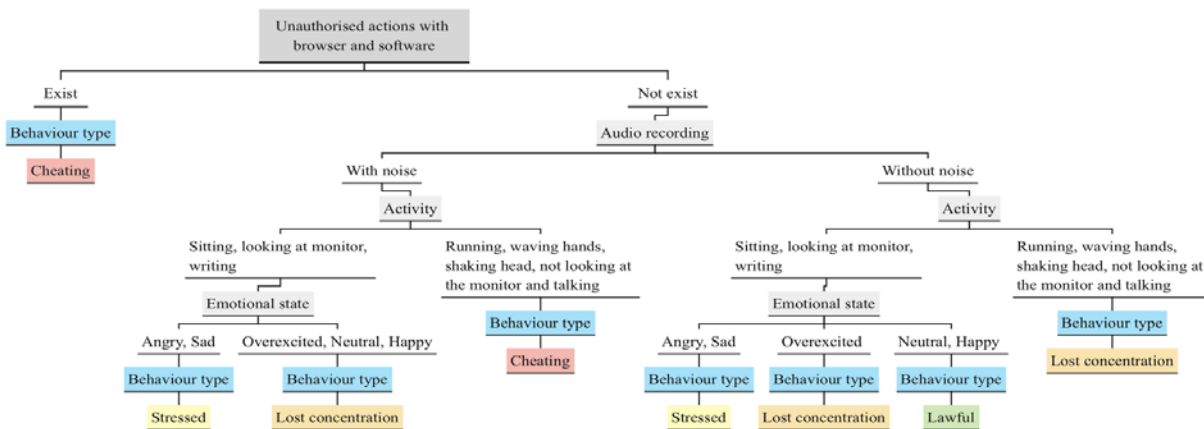 Unauthorised actions with
browser and software
Exist
Not exist
Behaviour type
Audio recording
Cheating
With noise
Without noise
Activity
Activity
Sitting, looking at monitor,
writing
Running, waving hands,
shaking head, not looking at
the monitor and talking
Sitting, looking at monitor,
writing
Running, waving hands,
shaking head, not looking at
the monitor and talking
Emotional state
Behaviour type
Emotional state
Behaviour type
Angry, Sad
Overexcited, Neutral, Happy
Cheating
Angry, Sad
Overexcited
Neutral, Happy
Lost concentration
Behaviour type
Behaviour type
Behaviour type
Behaviour type
Behaviour type
Stressed
Lost concentration
Stressed
Lost concentration
Lawful